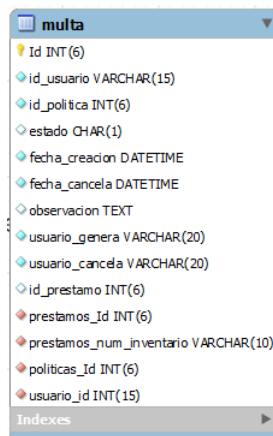 multa
Id INT(6)
id_usuario VARCHAR(15)
id_politica INT(6)
estado CHAR(1)
fecha_creacion DATETIME
fecha_cancela DATETIME
observacion TEXT
usuario_genera VARCHAR(20)
usuario_cancela VARCHAR(20)
id_prestamo INT(6)
prestamos_Id INT(6)
prestamos_num_inventario VARCHAR(10)
politicas_Id INT(6)
usuario_id INT(15)
Indexes